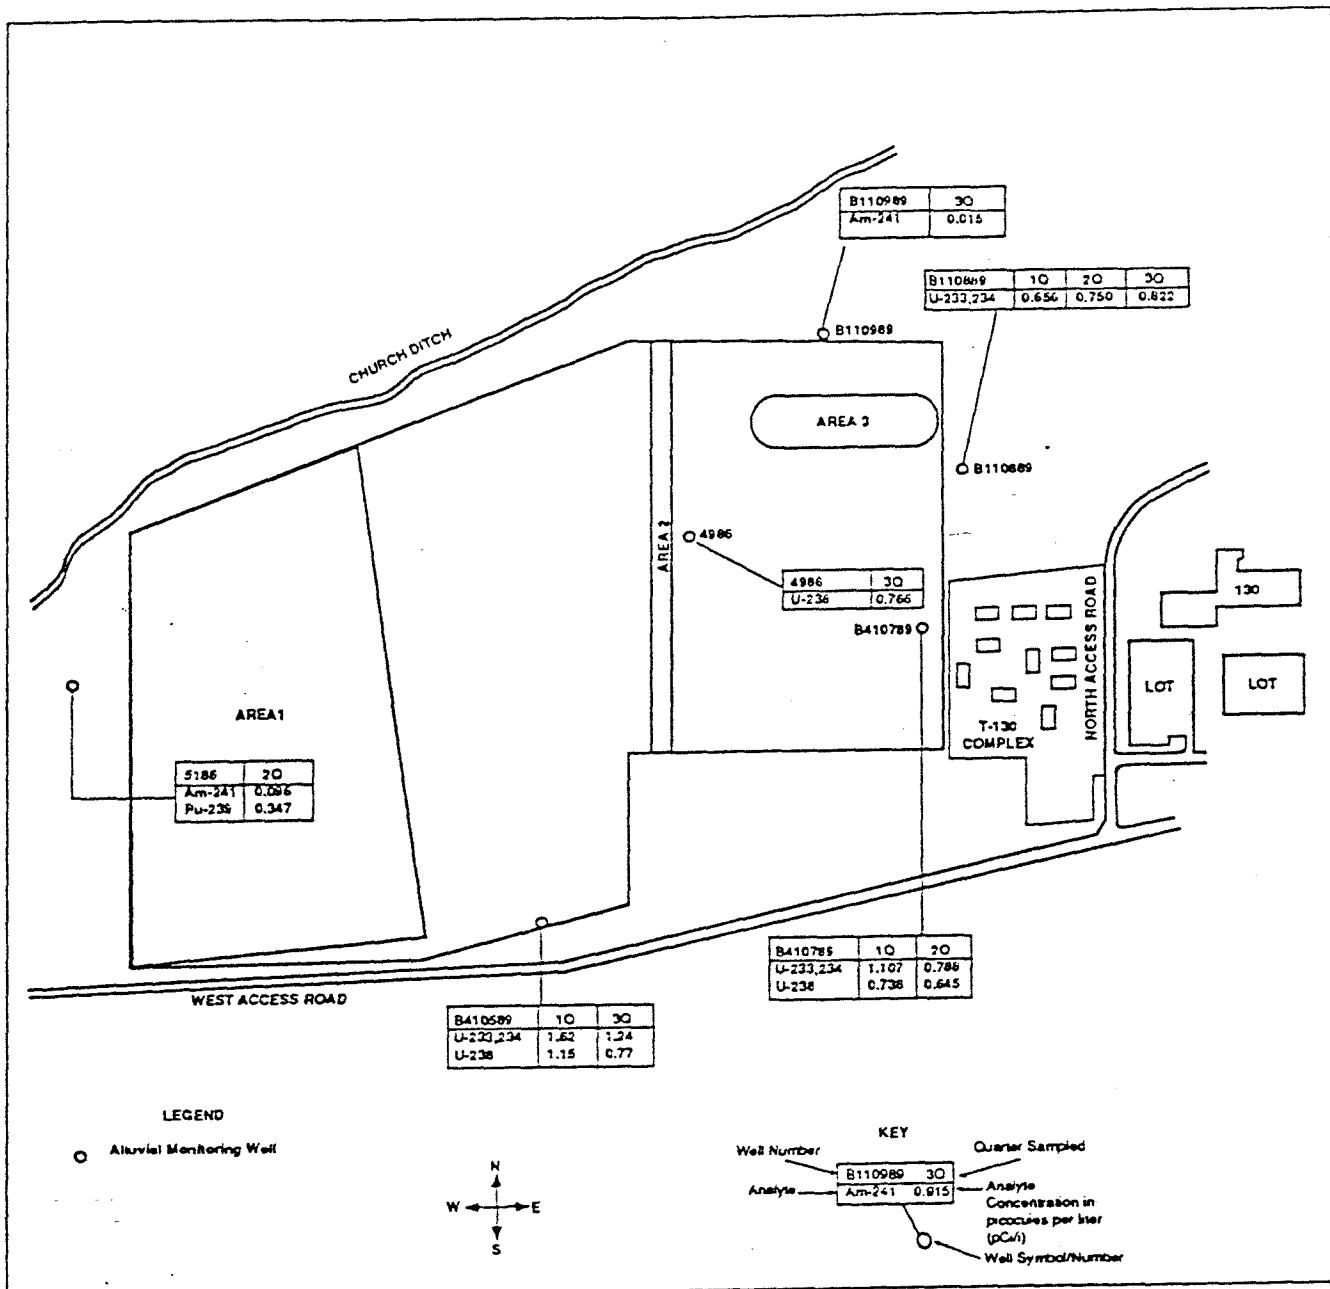 B110989 3Q
Am-241 0.015
B110889 1Q 2Q 3Q
U-233,234 0.656 0.750 0.822
B110989
CHURCH DITCH
AREA 3
B110889
AREA 2
4986
4986 3Q
U-236 0.766
B410789
NORTH ACCESS ROAD
130
LOT
LOT
T-130
COMPLEX
AREA1
5186 2Q
Am-241 0.096
Pu-239 0.347
B410789 1Q 2Q
U-233,234 1.107 0.786
U-238 0.738 0.645
WEST ACCESS ROAD
B410589 1Q 3Q
U-233,234 1.62 1.24
U-238 1.15 0.77
LEGEND
Alluvial Monitoring Well
N
W E
S
KEY
Well Number
Quarter Sampled
B110989 3Q
Analyte
Am-241 0.915
Analyte
Concentration in
picocuries per liter
(pCi/l)
Well Symbol/Number